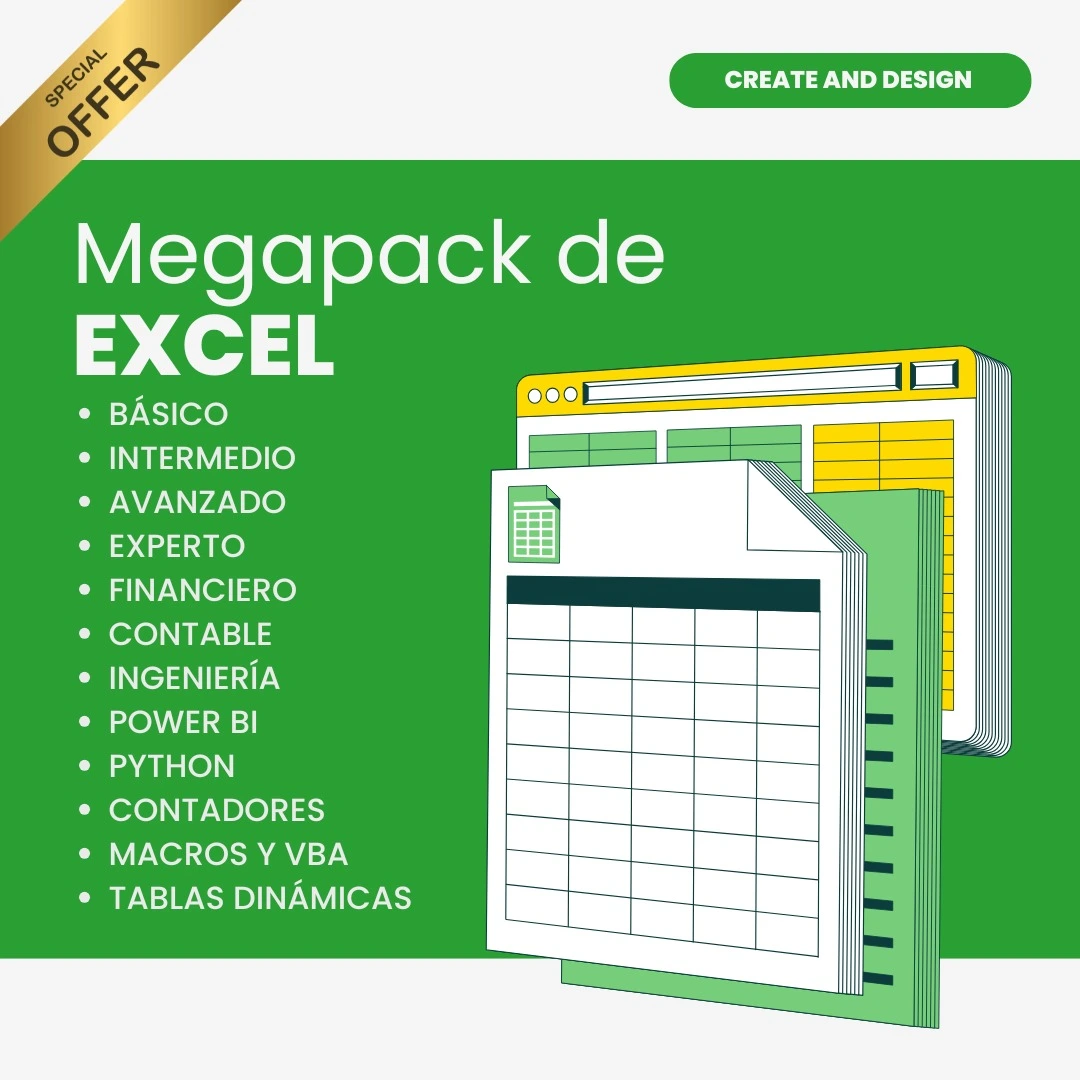 SPECIAL
OFFER
CREATE AND DESIGN
Megapack de
EXCEL
• BÁSICO
• INTERMEDIO
• AVANZADO
• EXPERTO
• FINANCIERO
• CONTABLE
• INGENIERÍA
• POWER BI
• PYTHON
• CONTADORES
• MACROS Y VBA
• TABLAS DINÁMICAS